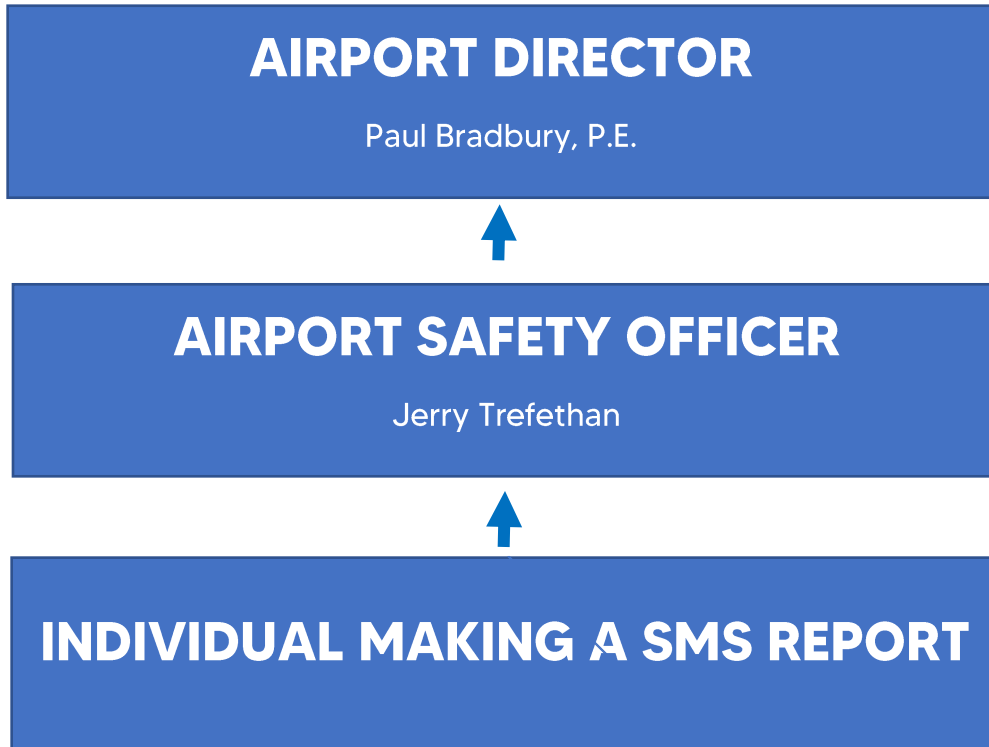 AIRPORT DIRECTOR
Paul Bradbury, P.E.
AIRPORT SAFETY OFFICER
Jerry Trefethan
INDIVIDUAL MAKING A SMS REPORT